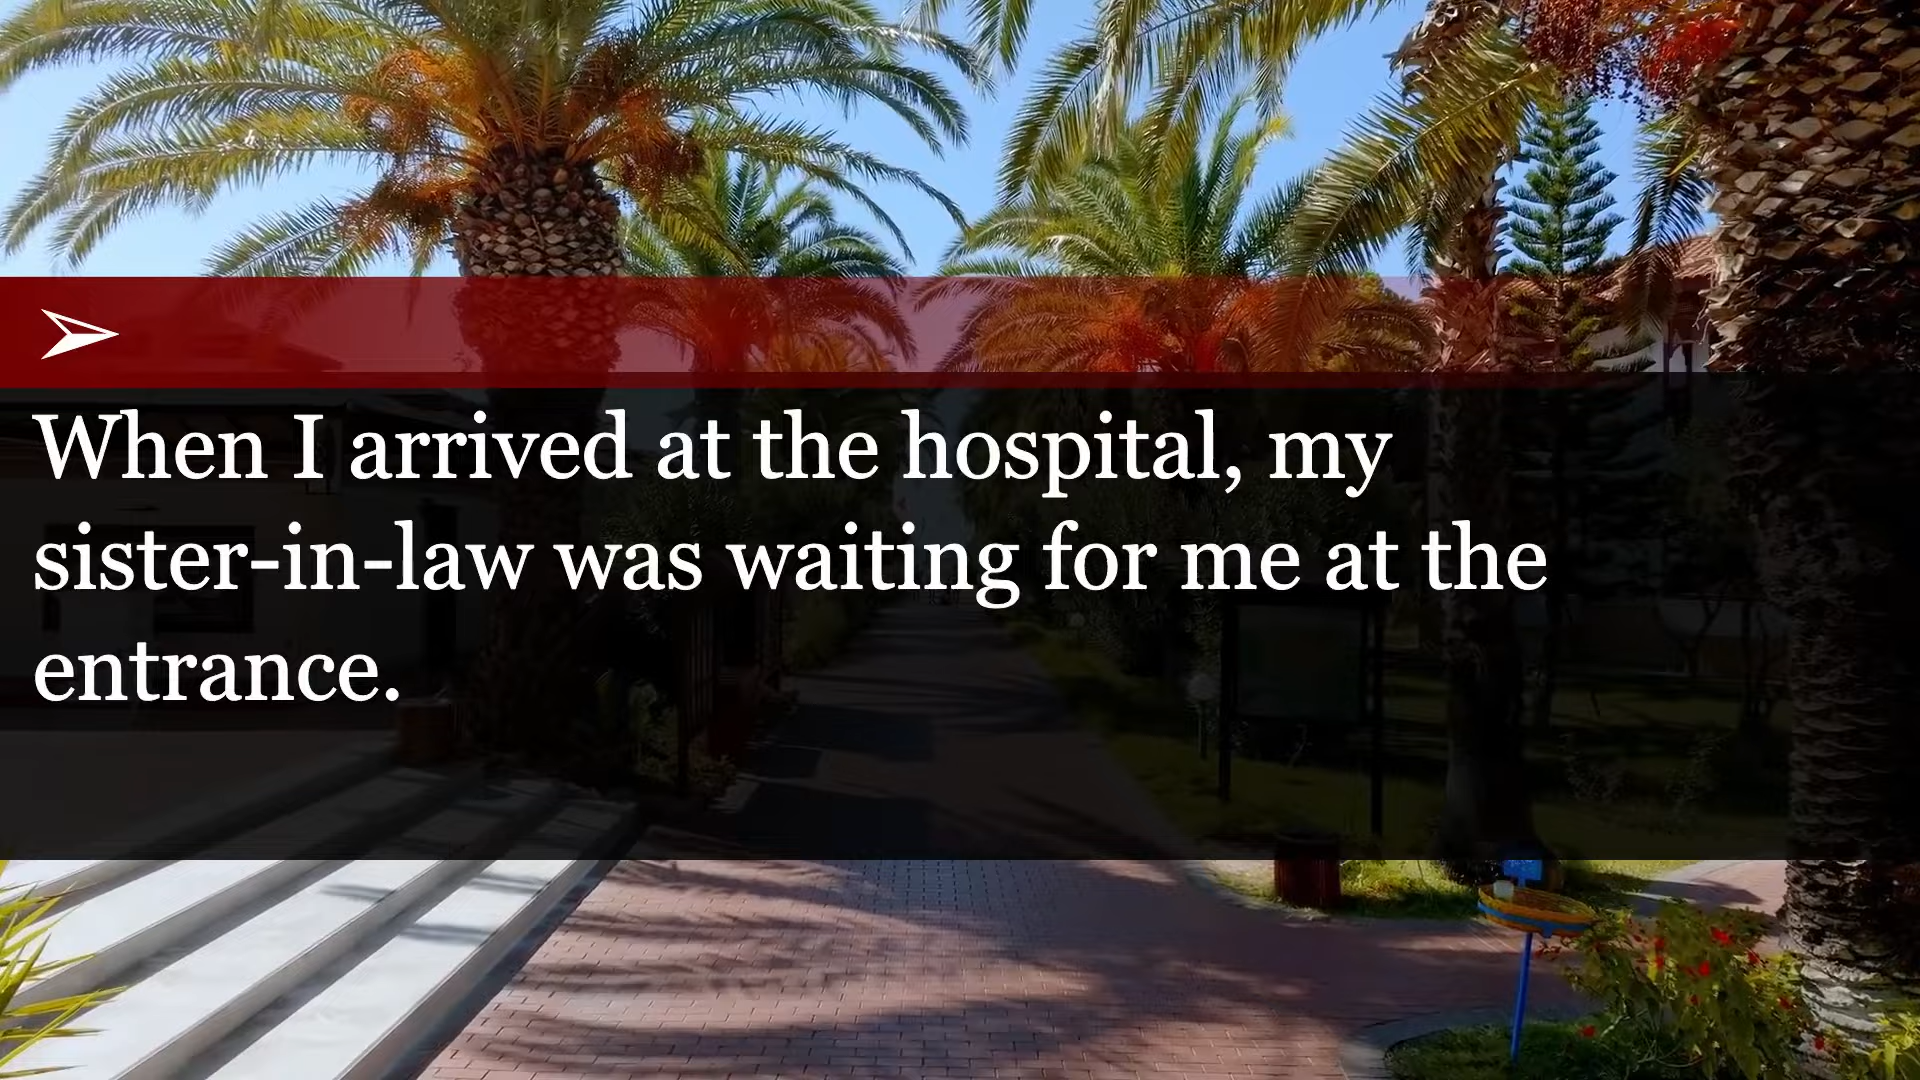 When I arrived at the hospital, my
sister-in-law was waiting for me at the
entrance.